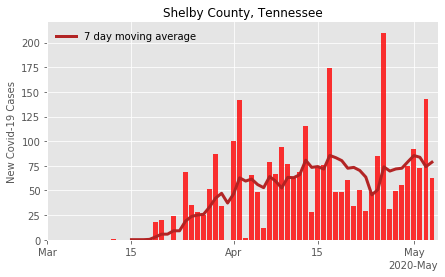 Shelby County, Tennessee
7 day moving average
New Covid-19 Cases
200
175
150
125
100
75
50
25
0
Mar 15 Apr 15 May
2020-May